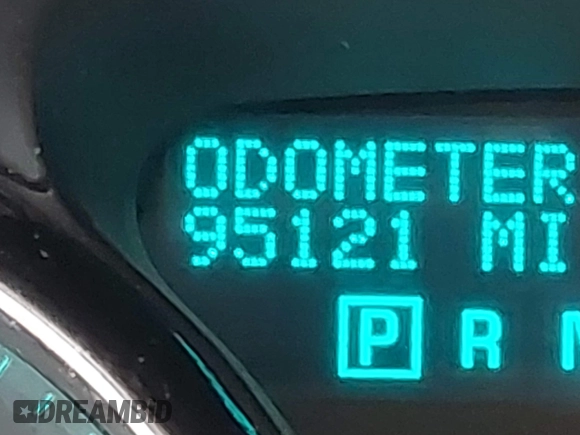 ODOMETER
95121 MI
P R
DREAMBID